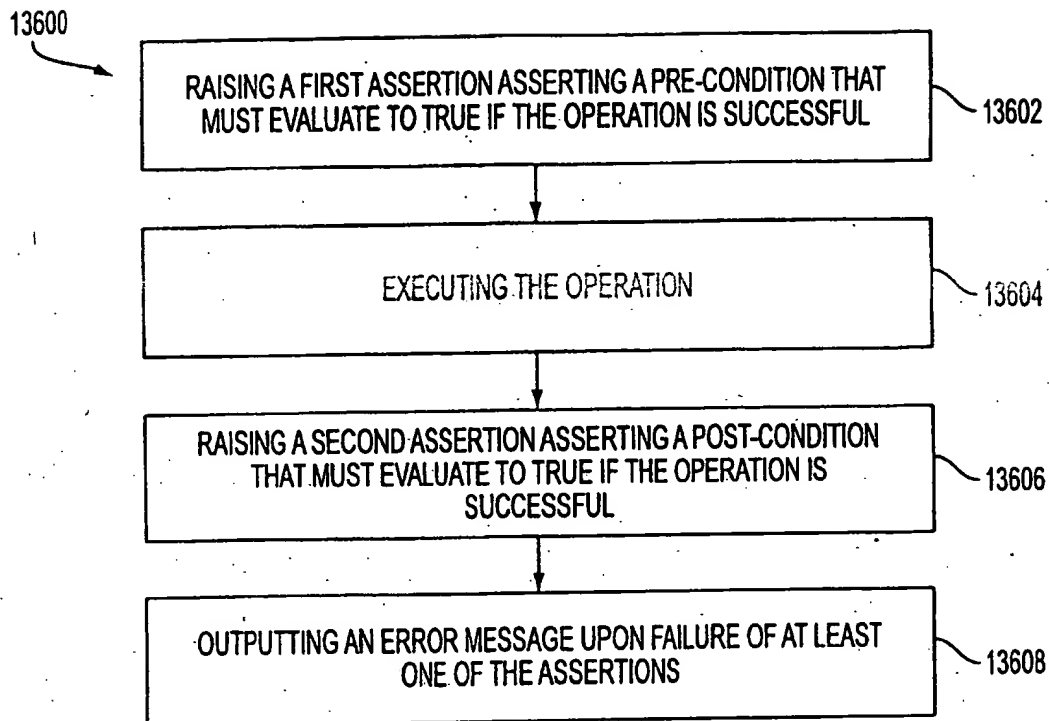 13600
RAISING A FIRST ASSERTION ASSERTING A PRE-CONDITION THAT
MUST EVALUATE TO TRUE IF THE OPERATION IS SUCCESSFUL
13602
EXECUTING THE OPERATION
13604
RAISING A SECOND ASSERTION ASSERTING A POST-CONDITION
THAT MUST EVALUATE TO TRUE IF THE OPERATION IS
SUCCESSFUL
13606
OUTPUTTING AN ERROR MESSAGE UPON FAILURE OF AT LEAST
ONE OF THE ASSERTIONS
13608